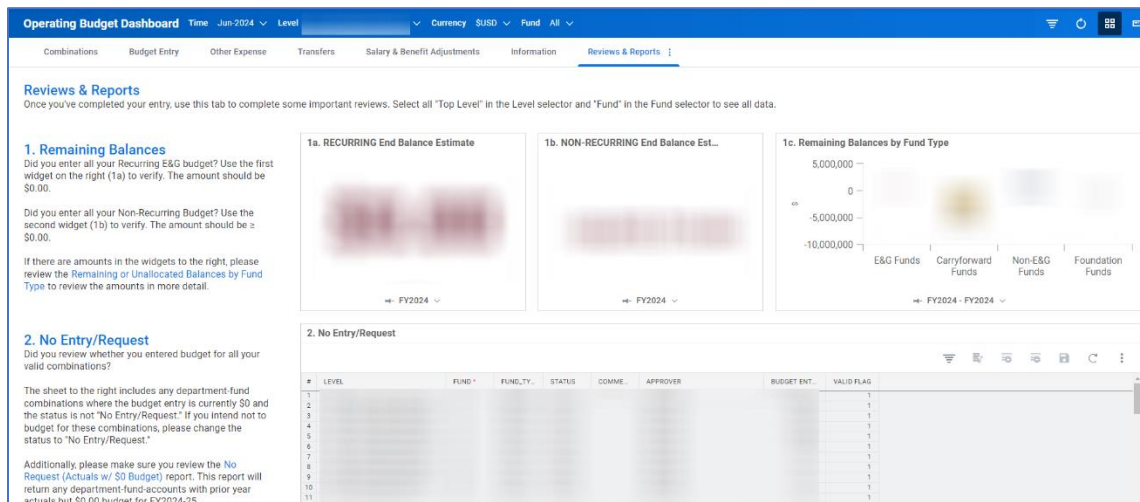 Operating Budget Dashboard Time Jun-2024 Level Currency $USD Fund All
Combinations Budget Entry Other Expense Transfers Salary & Benefit Adjustments Information Reviews & Reports
Reviews & Reports
Once you've completed your entry, use this tab to complete some important reviews. Select all "Top Level" in the Level selector and "Fund" in the Fund selector to see all data.
1. Remaining Balances
Did you enter all your Recurring E&G budget? Use the first
widget on the right (1a) to verify. The amount should be
$0.00.
Did you enter all your Non-Recurring Budget? Use the
second widget (1b) to verify. The amount should be ≥
$0.00.
If there are amounts in the widgets to the right, please
review the Remaining or Unallocated Balances by Fund
Type to review the amounts in more detail.
1a. RECURRING End Balance Estimate
FY2024
1b. NON-RECURRING End Balance Est...
FY2024
1c. Remaining Balances by Fund Type
5,000,000
0
$
-5,000,000
-10,000,000
E&G Funds Carryforward Funds Non-E&G Funds Foundation Funds
FY2024 - FY2024
2. No Entry/Request
Did you review whether you entered budget for all your
valid combinations?
The sheet to the right includes any department-fund
combinations where the budget entry is currently $0 and
the status is not "No Entry/Request." If you intend not to
budget for these combinations, please change the
status to "No Entry/Request."
Additionally, please make sure you review the No
Request (Actuals w/ $0 Budget) report. This report will
return any department-fund-accounts with prior year
actuals but $0.00 budget for FY2024-25.
2. No Entry/Request
# LEVEL FUND * FUND_TY... STATUS COMME... APPROVER BUDGET ENT... VALID FLAG
1 1
2 1
3 1
4 1
5 1
6 1
7 1
8 1
9 1
10 1
11 1